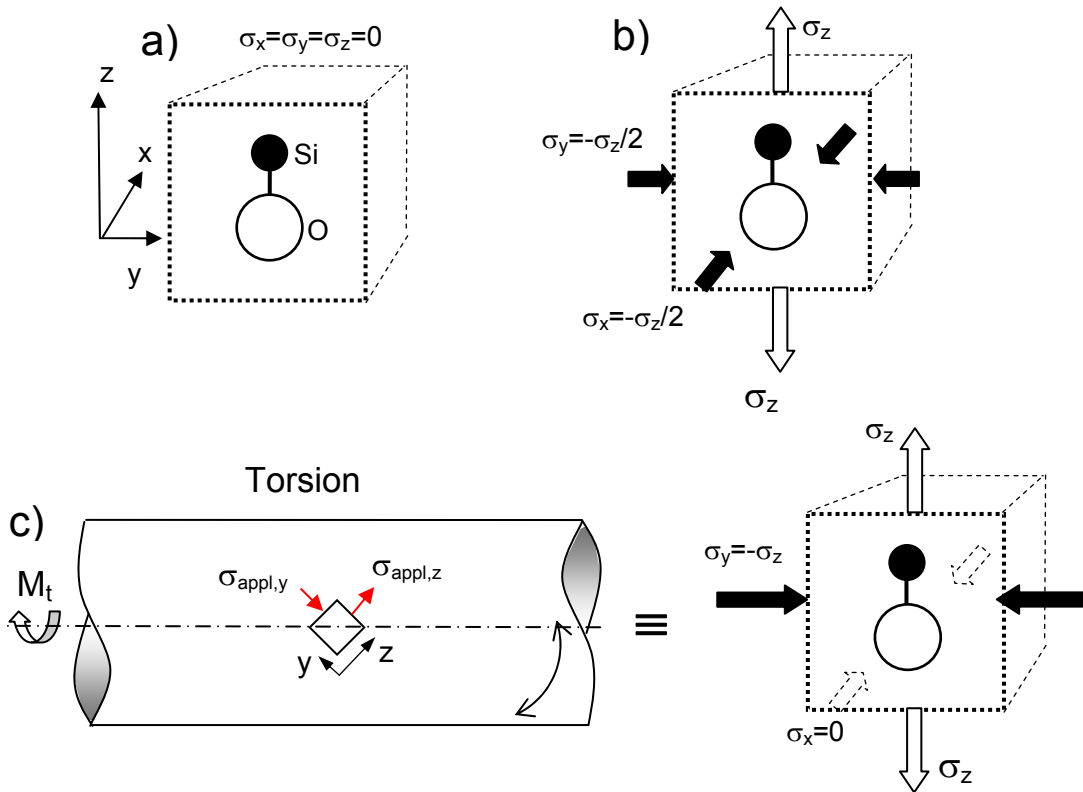 a)
σx=σy=σz=0
z
x
y
Si
O
b)
σz
σy=-σz/2
σx=-σz/2
σz
Torsion
c)
Mt
σappl,y
σappl,z
y
z
≡
σz
σy=-σz
σx=0
σz